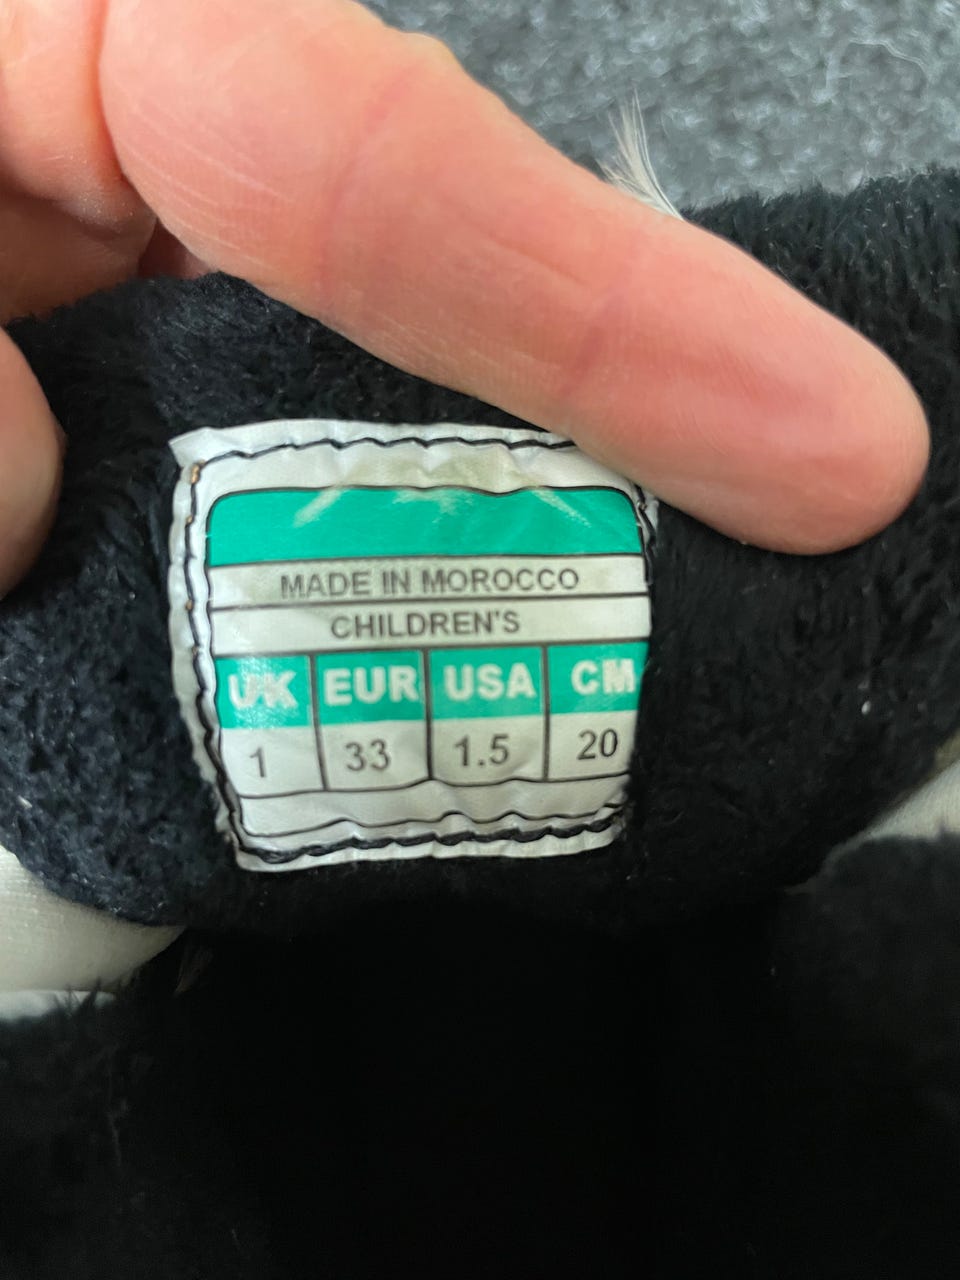 MADE IN MOROCCO
CHILDREN'S
UK EUR USA CM
1 33 1.5 20